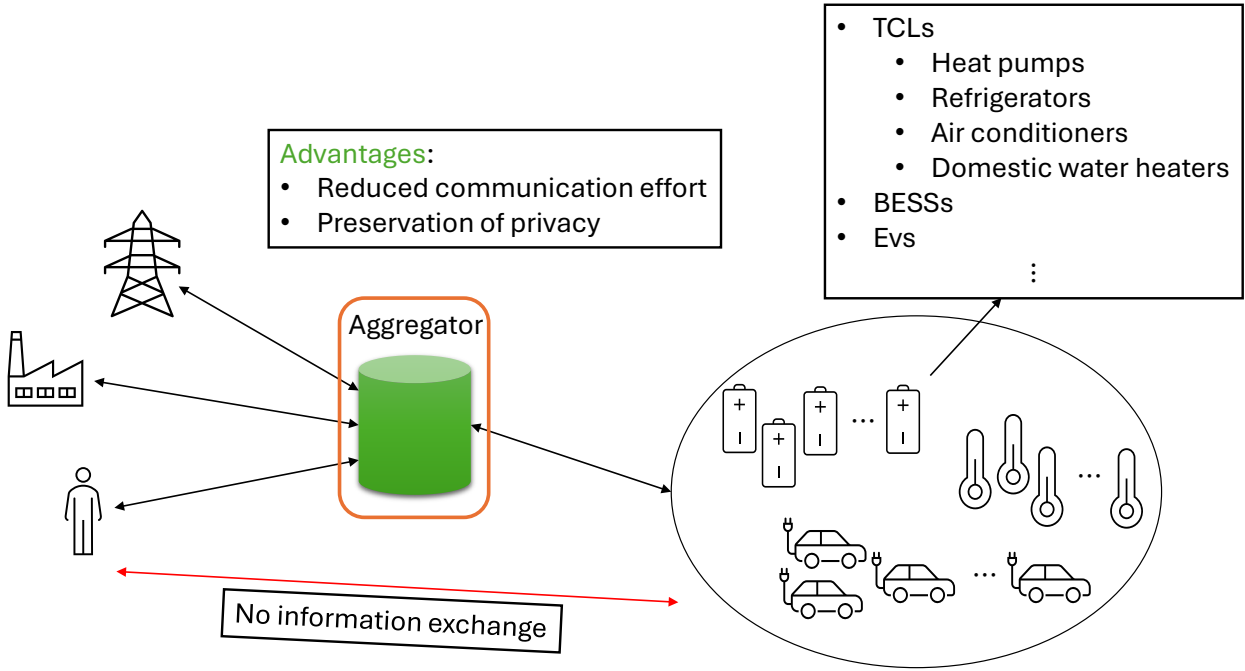 • TCLs
• Heat pumps
• Refrigerators
• Air conditioners
• Domestic water heaters
• BESSs
• Evs
⋮
Advantages:
• Reduced communication effort
• Preservation of privacy
Aggregator
+ + + +
... 
...
...
No information exchange